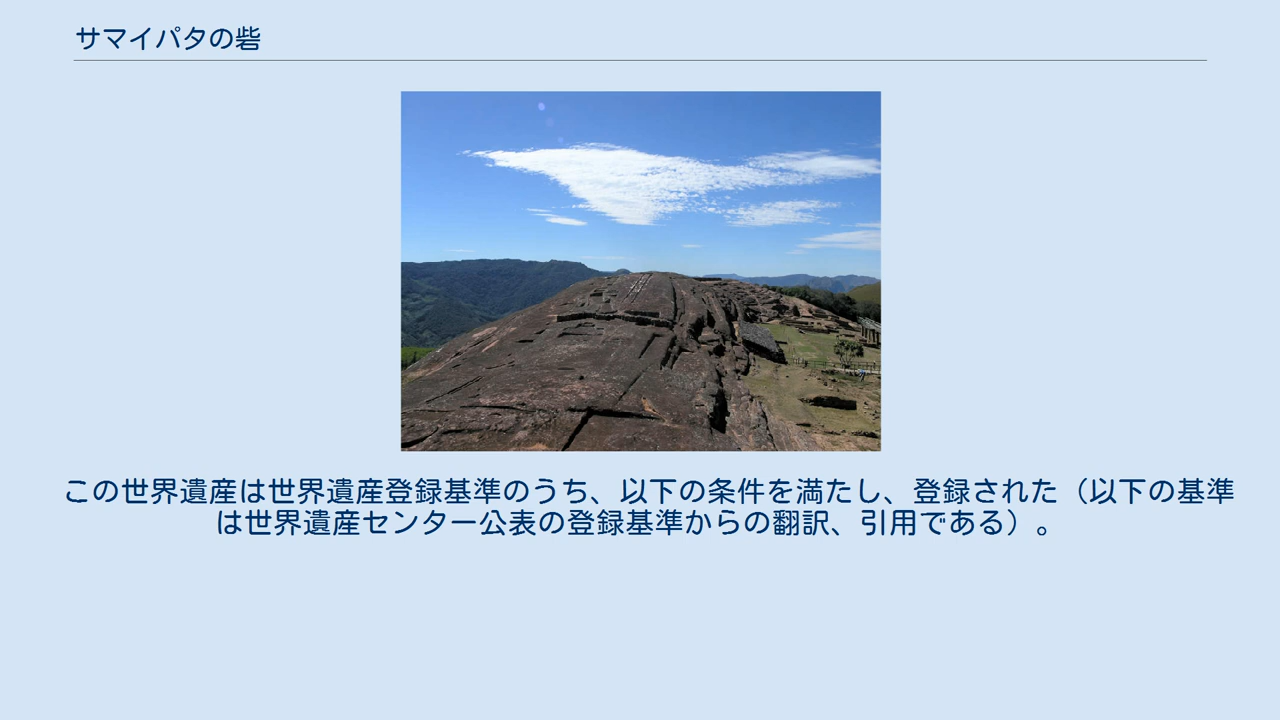 サマイパタの砦
この世界遺産は世界遺産登録基準のうち、以下の条件を満たし、登録された（以下の基準
は世界遺産センター公表の登録基準からの翻訳、引用である）。